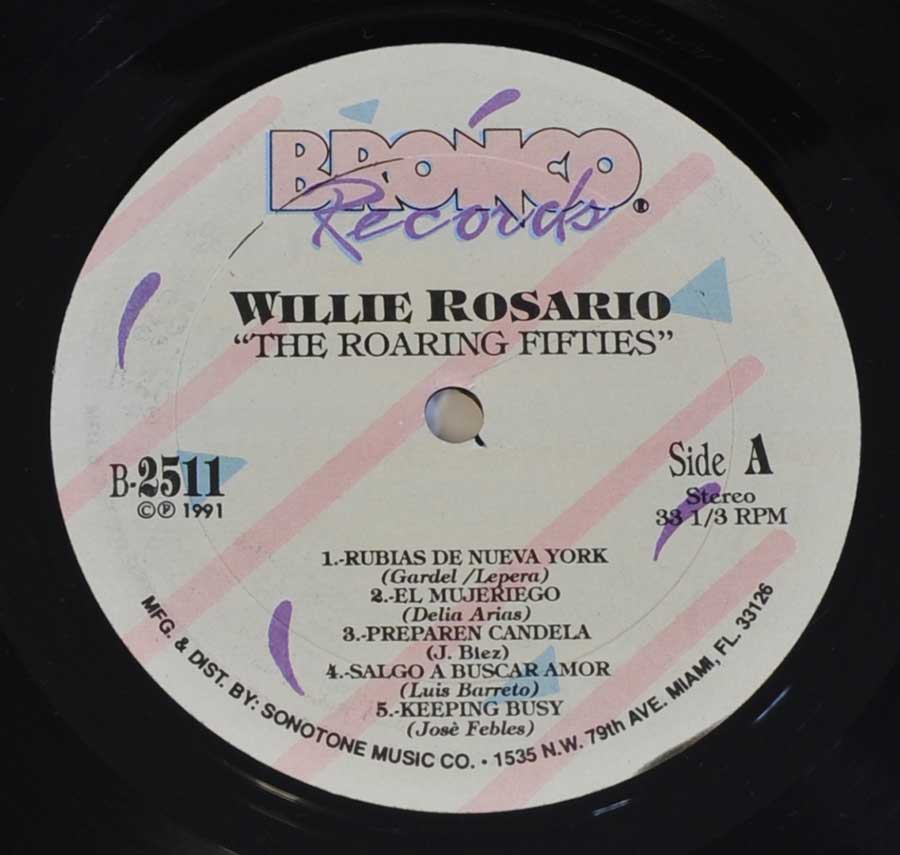 BRONCO
Records®
WILLIE ROSARIO
“THE ROARING FIFTIES”
B-2511
©℗ 1991
Side A
Stereo
33 1/3 RPM
1.-RUBIAS DE NUEVA YORK
(Gardel /Lepera)
2.-EL MUJERIEGO
(Delia Arias)
3.-PREPAREN CANDELA
(J. Blez)
4.-SALGO A BUSCAR AMOR
(Luis Barreto)
5.-KEEPING BUSY
(Josè Febles)
MFG. & DIST. BY: SONOTONE MUSIC CO. • 1535 N.W. 79th AVE. MIAMI, FL. 33126